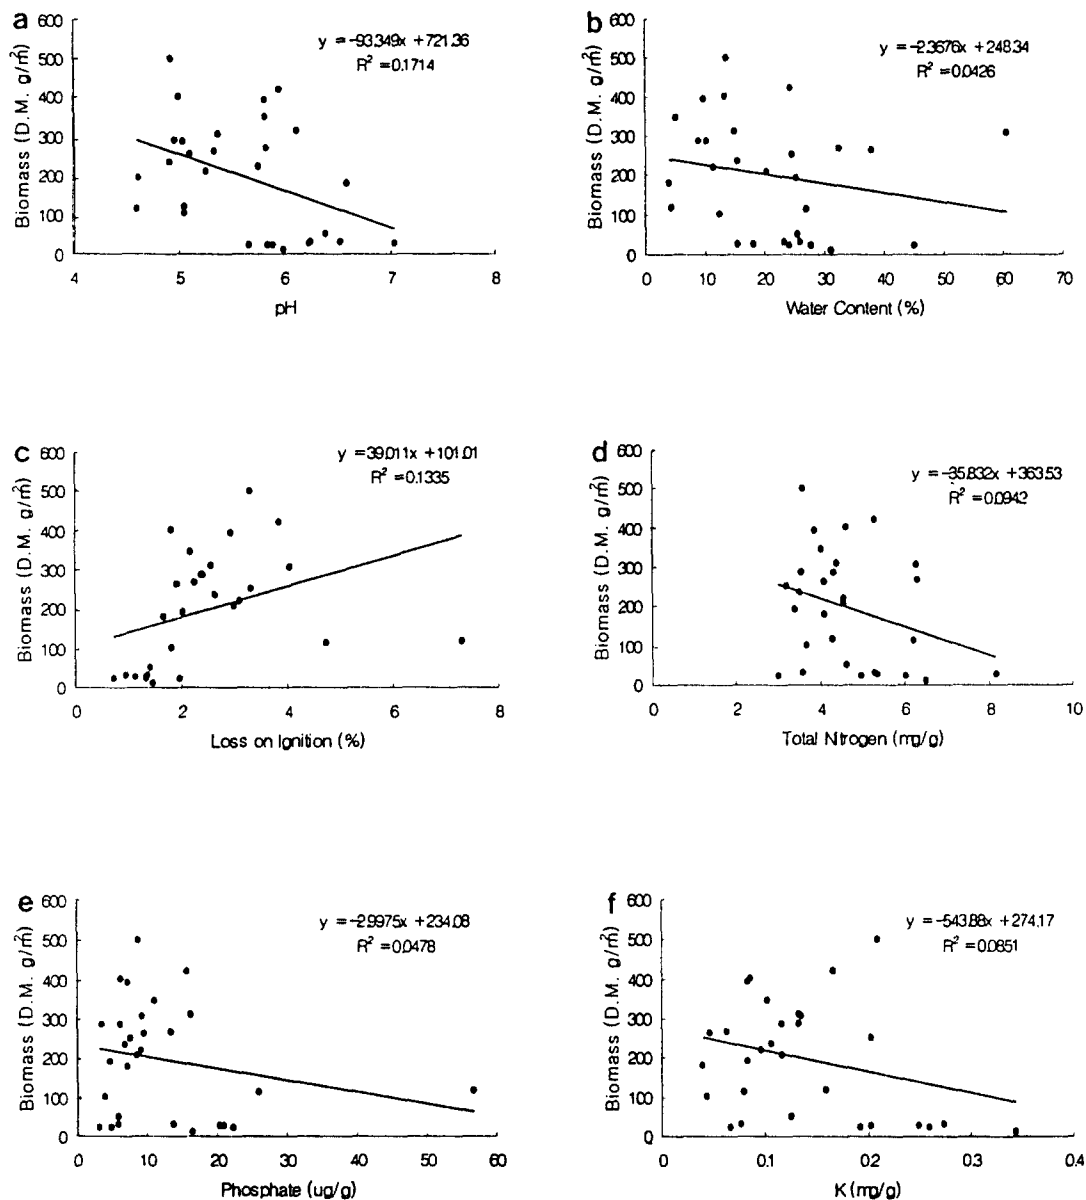 a
y = -93.349x + 721.36
R² = 0.1714
Biomass (D.M. g/m²)
600
500
400
300
200
100
0
4 5 6 7 8
pH
b
y = -2.3676x + 248.34
R² = 0.0426
Biomass (D.M. g/m²)
600
500
400
300
200
100
0
0 10 20 30 40 50 60 70
Water Content (%)
c
y = 39.011x + 101.01
R² = 0.1335
Biomass (D.M. g/m²)
600
500
400
300
200
100
0
0 2 4 6 8
Loss on Ignition (%)
d
y = -35.832x + 363.53
R² = 0.0942
Biomass (D.M. g/m²)
600
500
400
300
200
100
0
0 2 4 6 8 10
Total Nitrogen (mg/g)
e
y = -2.9975x + 234.08
R² = 0.0478
Biomass (D.M. g/m²)
600
500
400
300
200
100
0
0 10 20 30 40 50 60
Phosphate (ug/g)
f
y = -543.88x + 274.17
R² = 0.0851
Biomass (D.M. g/m²)
600
500
400
300
200
100
0
0 0.1 0.2 0.3 0.4
K (mg/g)